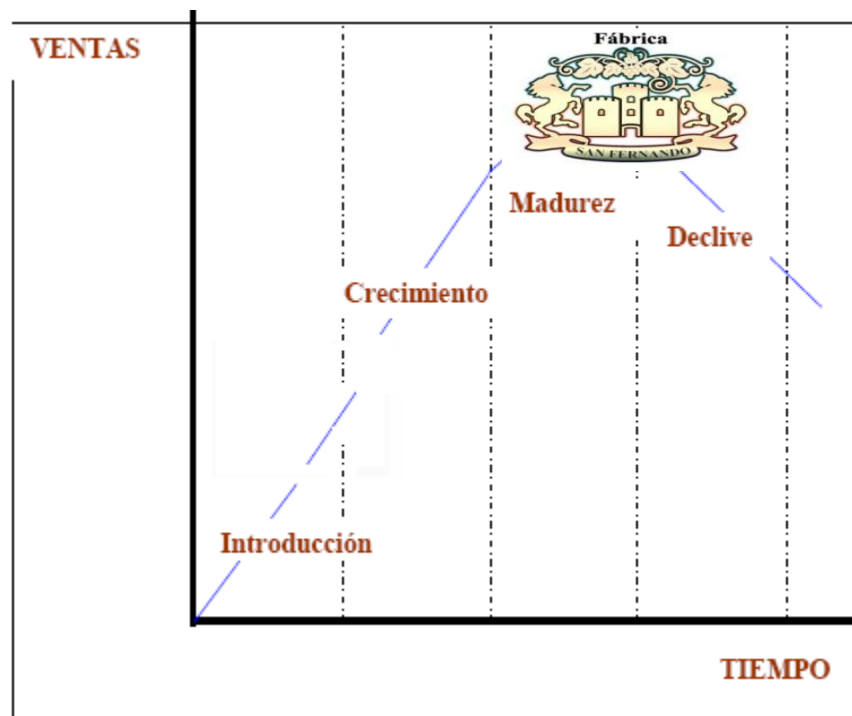 VENTAS
Fábrica
SAN FERNANDO
Madurez
Declive
Crecimiento
Introducción
TIEMPO